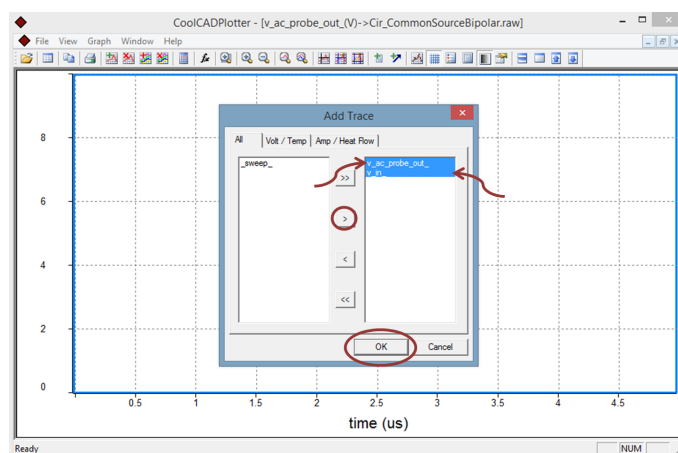 CoolCADPlotter - [v_ac_probe_out_(V)->Cir_CommonSourceBipolar.raw]
File View Graph Window Help
Add Trace
All Volt / Temp Amp / Heat Flow
_sweep_
v_ac_probe_out_
v_in_
>>
>
<
<<
OK Cancel
8
6
4
2
0
0.5 1 1.5 2 2.5 3 3.5 4 4.5
time (us)
Ready NUM